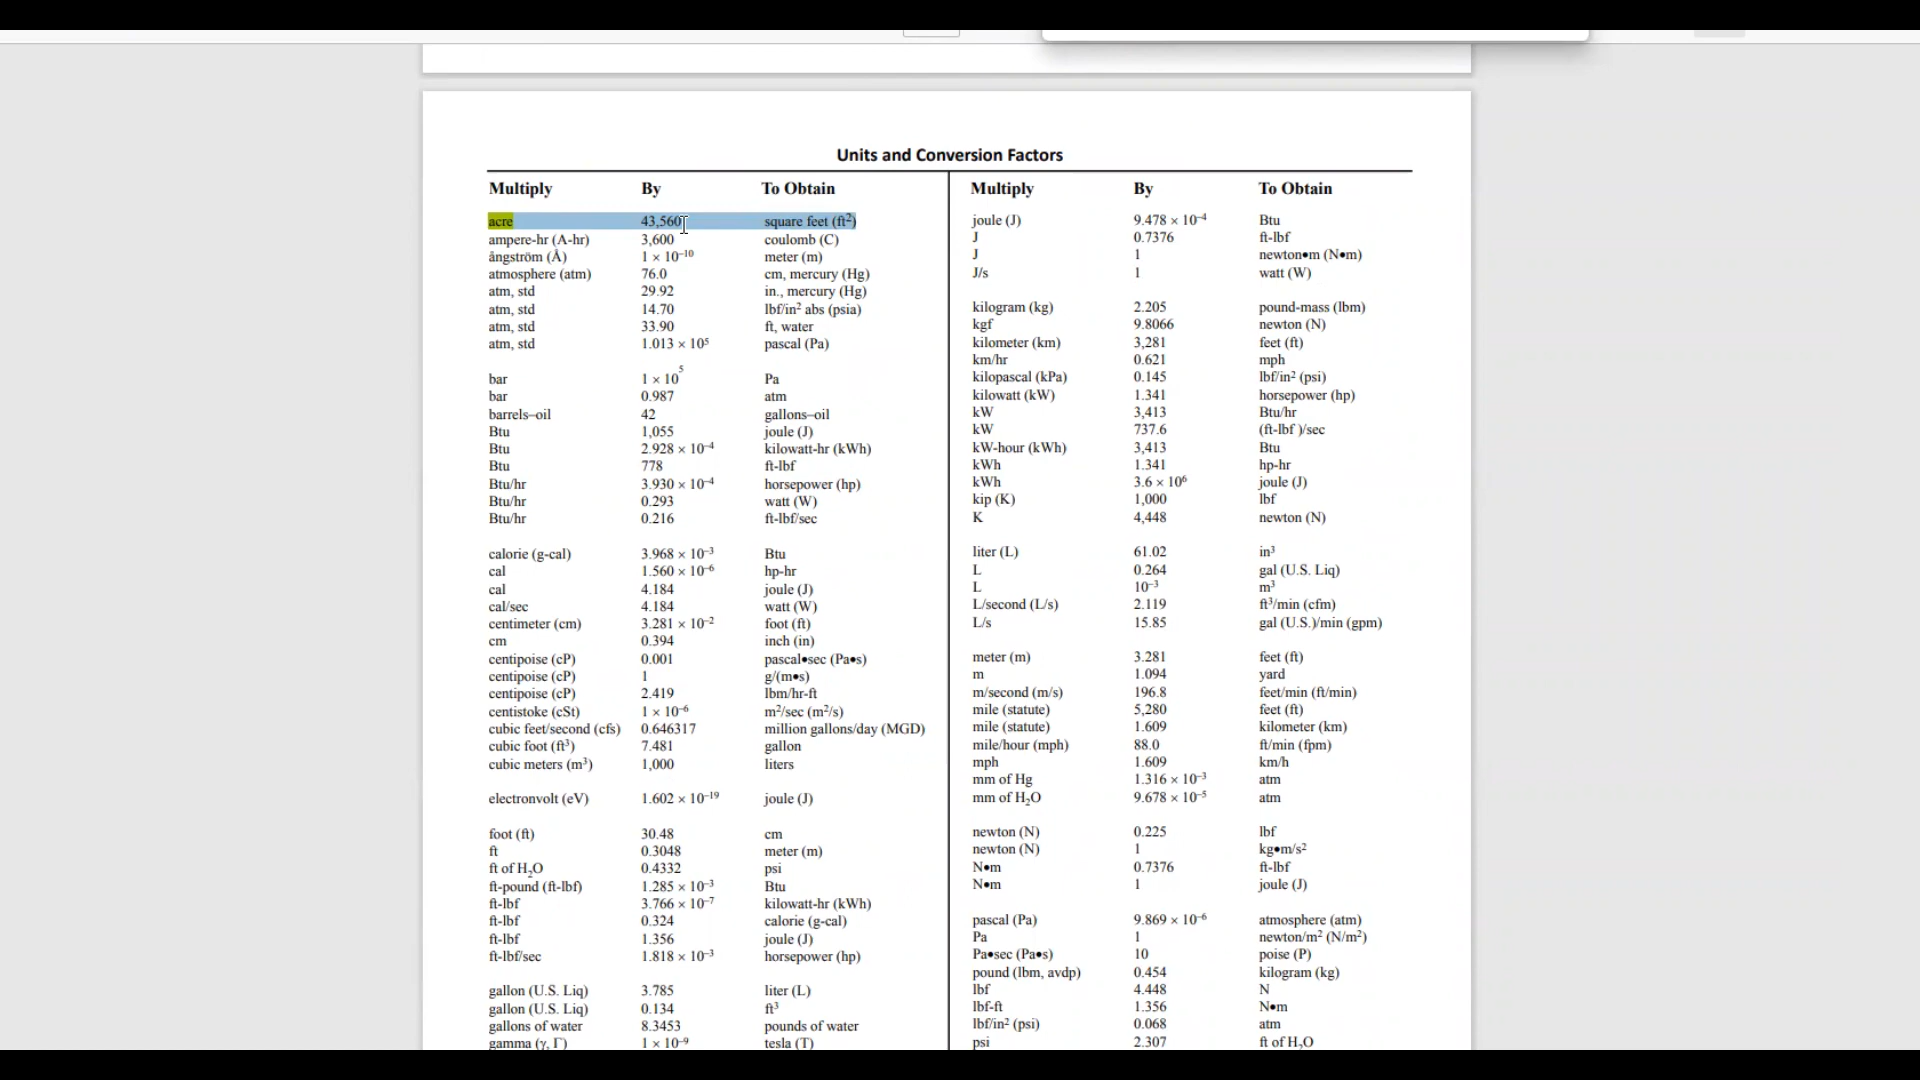 Units and Conversion Factors
Multiply By To Obtain
acre 43,560 square feet (ft²)
ampere-hr (A-hr) 3,600 coulomb (C)
ångström (Å) 1 × 10⁻¹⁰ meter (m)
atmosphere (atm) 76.0 cm, mercury (Hg)
atm, std 29.92 in., mercury (Hg)
atm, std 14.70 lbf/in² abs (psia)
atm, std 33.90 ft, water
atm, std 1.013 × 10⁵ pascal (Pa)
bar 1 × 10⁵ Pa
bar 0.987 atm
barrels–oil 42 gallons–oil
Btu 1,055 joule (J)
Btu 2.928 × 10⁻⁴ kilowatt-hr (kWh)
Btu 778 ft-lbf
Btu/hr 3.930 × 10⁻⁴ horsepower (hp)
Btu/hr 0.293 watt (W)
Btu/hr 0.216 ft-lbf/sec
calorie (g-cal) 3.968 × 10⁻³ Btu
cal 1.560 × 10⁻⁶ hp-hr
cal 4.184 joule (J)
cal/sec 4.184 watt (W)
centimeter (cm) 3.281 × 10⁻² foot (ft)
cm 0.394 inch (in)
centipoise (cP) 0.001 pascal•sec (Pa•s)
centipoise (cP) 1 g/(m•s)
centipoise (cP) 2.419 lbm/hr-ft
centistoke (cSt) 1 × 10⁻⁶ m²/sec (m²/s)
cubic feet/second (cfs) 0.646317 million gallons/day (MGD)
cubic foot (ft³) 7.481 gallon
cubic meters (m³) 1,000 liters
electronvolt (eV) 1.602 × 10⁻¹⁹ joule (J)
foot (ft) 30.48 cm
ft 0.3048 meter (m)
ft of H₂O 0.4332 psi
ft-pound (ft-lbf) 1.285 × 10⁻³ Btu
ft-lbf 3.766 × 10⁻⁷ kilowatt-hr (kWh)
ft-lbf 0.324 calorie (g-cal)
ft-lbf 1.356 joule (J)
ft-lbf/sec 1.818 × 10⁻³ horsepower (hp)
gallon (U.S. Liq) 3.785 liter (L)
gallon (U.S. Liq) 0.134 ft³
gallons of water 8.3453 pounds of water
gamma (γ, Γ) 1 × 10⁻⁹ tesla (T)
Multiply By To Obtain
joule (J) 9.478 × 10⁻⁴ Btu
J 0.7376 ft-lbf
J 1 newton•m (N•m)
J/s 1 watt (W)
kilogram (kg) 2.205 pound-mass (lbm)
kgf 9.8066 newton (N)
kilometer (km) 3,281 feet (ft)
km/hr 0.621 mph
kilopascal (kPa) 0.145 lbf/in² (psi)
kilowatt (kW) 1.341 horsepower (hp)
kW 3,413 Btu/hr
kW 737.6 (ft-lbf )/sec
kW-hour (kWh) 3,413 Btu
kWh 1.341 hp-hr
kWh 3.6 × 10⁶ joule (J)
kip (K) 1,000 lbf
K 4,448 newton (N)
liter (L) 61.02 in³
L 0.264 gal (U.S. Liq)
L 10⁻³ m³
L/second (L/s) 2.119 ft³/min (cfm)
L/s 15.85 gal (U.S.)/min (gpm)
meter (m) 3.281 feet (ft)
m 1.094 yard
m/second (m/s) 196.8 feet/min (ft/min)
mile (statute) 5,280 feet (ft)
mile (statute) 1.609 kilometer (km)
mile/hour (mph) 88.0 ft/min (fpm)
mph 1.609 km/h
mm of Hg 1.316 × 10⁻³ atm
mm of H₂O 9.678 × 10⁻⁵ atm
newton (N) 0.225 lbf
newton (N) 1 kg•m/s²
N•m 0.7376 ft-lbf
N•m 1 joule (J)
pascal (Pa) 9.869 × 10⁻⁶ atmosphere (atm)
Pa 1 newton/m² (N/m²)
Pa•sec (Pa•s) 10 poise (P)
pound (lbm, avdp) 0.454 kilogram (kg)
lbf 4.448 N
lbf-ft 1.356 N•m
lbf/in² (psi) 0.068 atm
psi 2.307 ft of H₂O